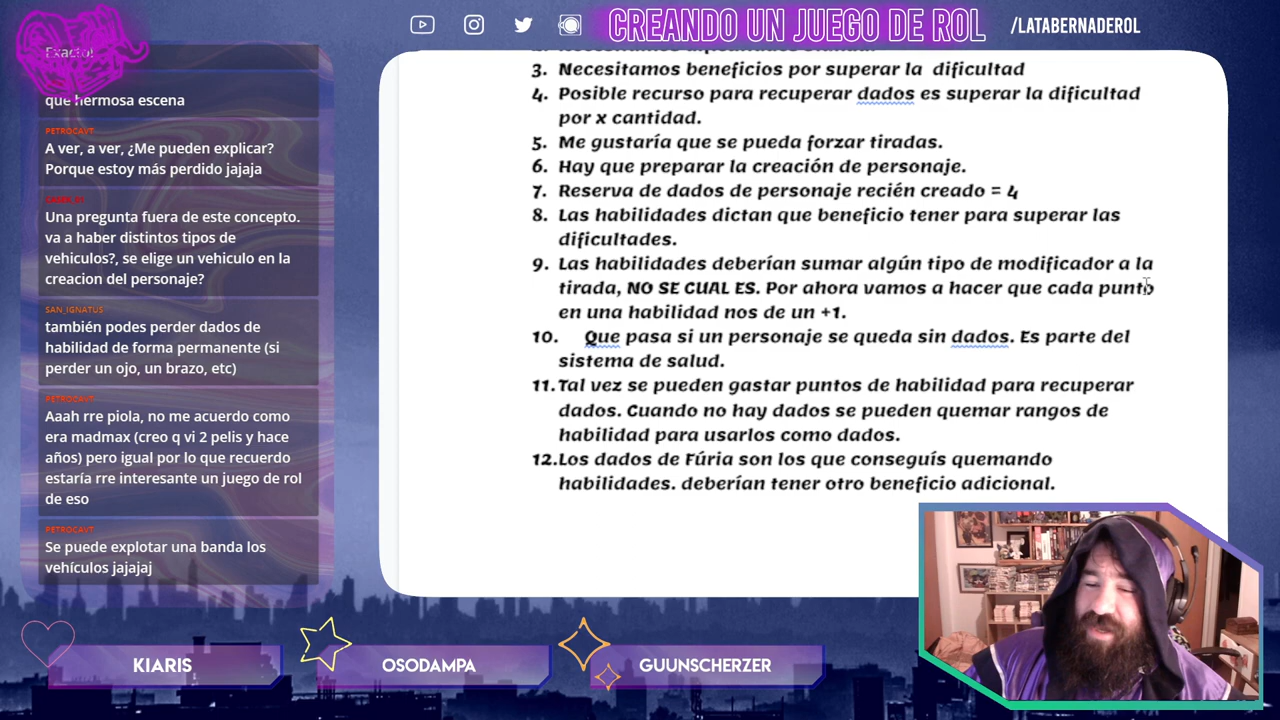 CREANDO UN JUEGO DE ROL
/LATABERNADEROL
Exacto!
que hermosa escena
PETROCAVT
A ver, a ver, ¿Me pueden explicar?
Porque estoy más perdido jajaja
Una pregunta fuera de este concepto.
va a haber distintos tipos de
vehiculos?, se elige un vehiculo en la
creacion del personaje?
SAN_IGNATUS
también podes perder dados de
habilidad de forma permanente (si
perder un ojo, un brazo, etc)
PETROCAVT
Aaah rre piola, no me acuerdo como
era madmax (creo q vi 2 pelis y hace
años) pero igual por lo que recuerdo
estaría rre interesante un juego de rol
de eso
PETROCAVT
Se puede explotar una banda los
vehículos jajajaj
3. Necesitamos beneficios por superar la dificultad
4. Posible recurso para recuperar dados es superar la dificultad
por x cantidad.
5. Me gustaría que se pueda forzar tiradas.
6. Hay que preparar la creación de personaje.
7. Reserva de dados de personaje recién creado = 4
8. Las habilidades dictan que beneficio tener para superar las
dificultades.
9. Las habilidades deberían sumar algún tipo de modificador a la
tirada, NO SE CUAL ES. Por ahora vamos a hacer que cada punto
en una habilidad nos de un +1.
10. Que pasa si un personaje se queda sin dados. Es parte del
sistema de salud.
11. Tal vez se pueden gastar puntos de habilidad para recuperar
dados. Cuando no hay dados se pueden quemar rangos de
habilidad para usarlos como dados.
12. Los dados de Fúria son los que conseguís quemando
habilidades. deberían tener otro beneficio adicional.
KIARIS
OSODAMPA
GUUNSCHERZER